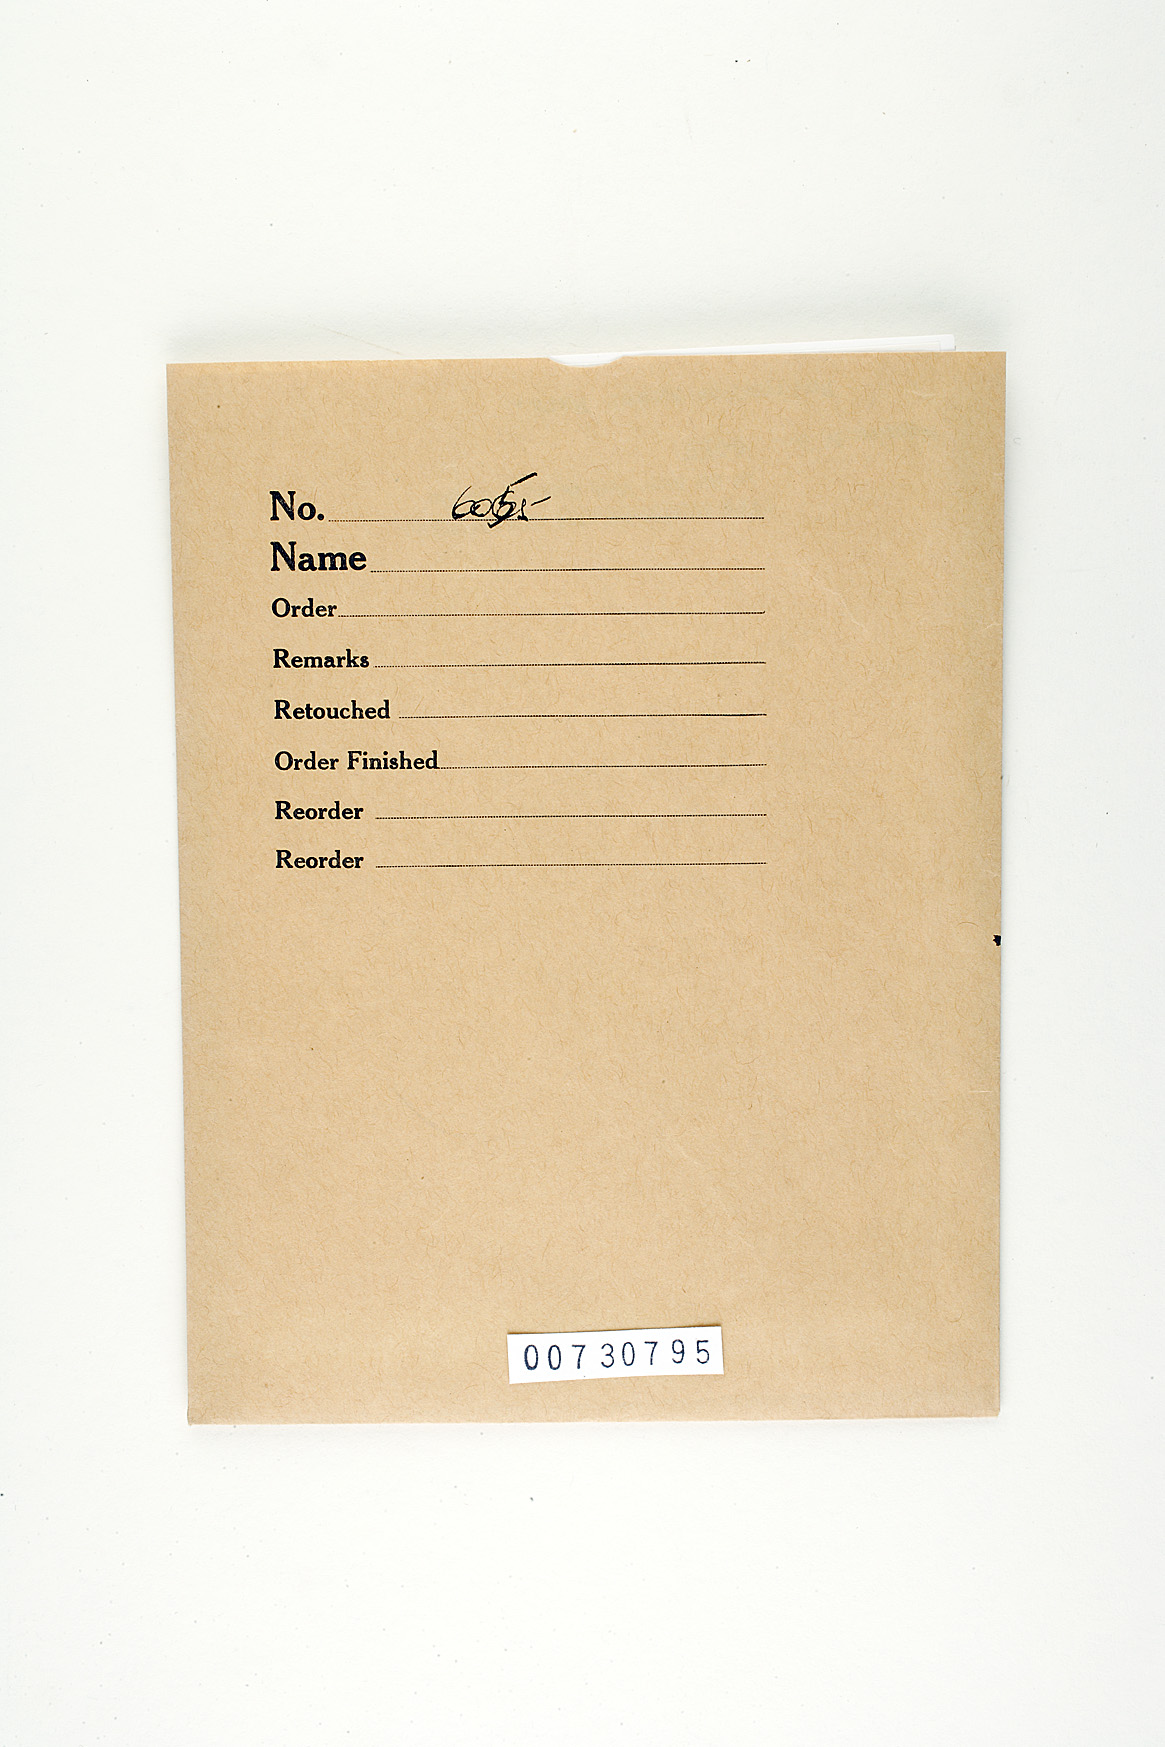 No.
Name
Order
Remarks
Retouched
Order Finished
Reorder
Reorder
00730795